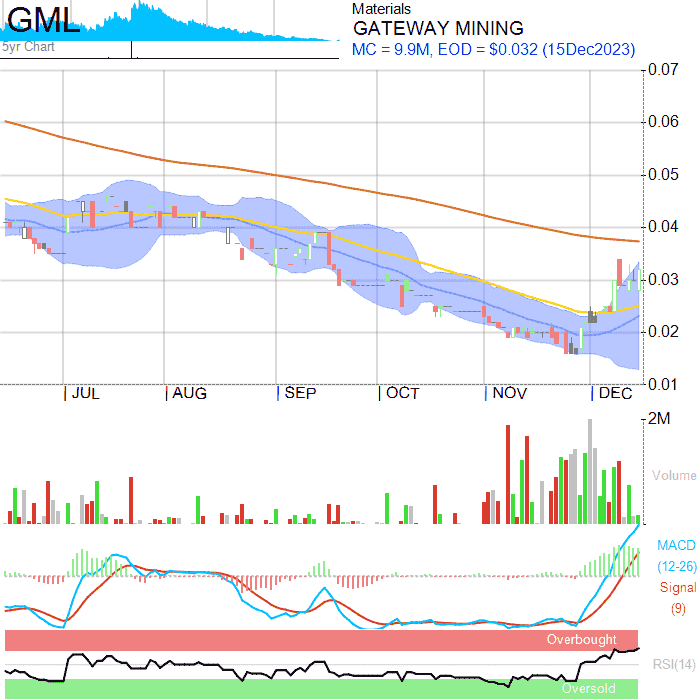 GML
5yr Chart
Materials
GATEWAY MINING
MC = 9.9M, EOD = $0.032 (15Dec2023)
0.07
0.06
0.05
0.04
0.03
0.02
0.01
JUL AUG SEP OCT NOV DEC
2M
Volume
MACD
(12-26)
Signal
(9)
Overbought
RSI(14)
Oversold